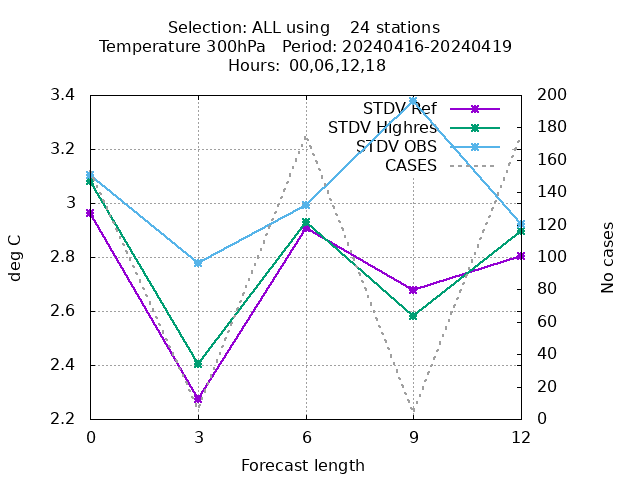 Selection: ALL using    24 stations
Temperature 300hPa   Period: 20240416-20240419
Hours: 00,06,12,18
STDV Ref
STDV Highres
STDV OBS
CASES
deg C
3.4
3.2
3
2.8
2.6
2.4
2.2
200
180
160
140
120
100
80
60
40
20
0
No cases
0 3 6 9 12
Forecast length